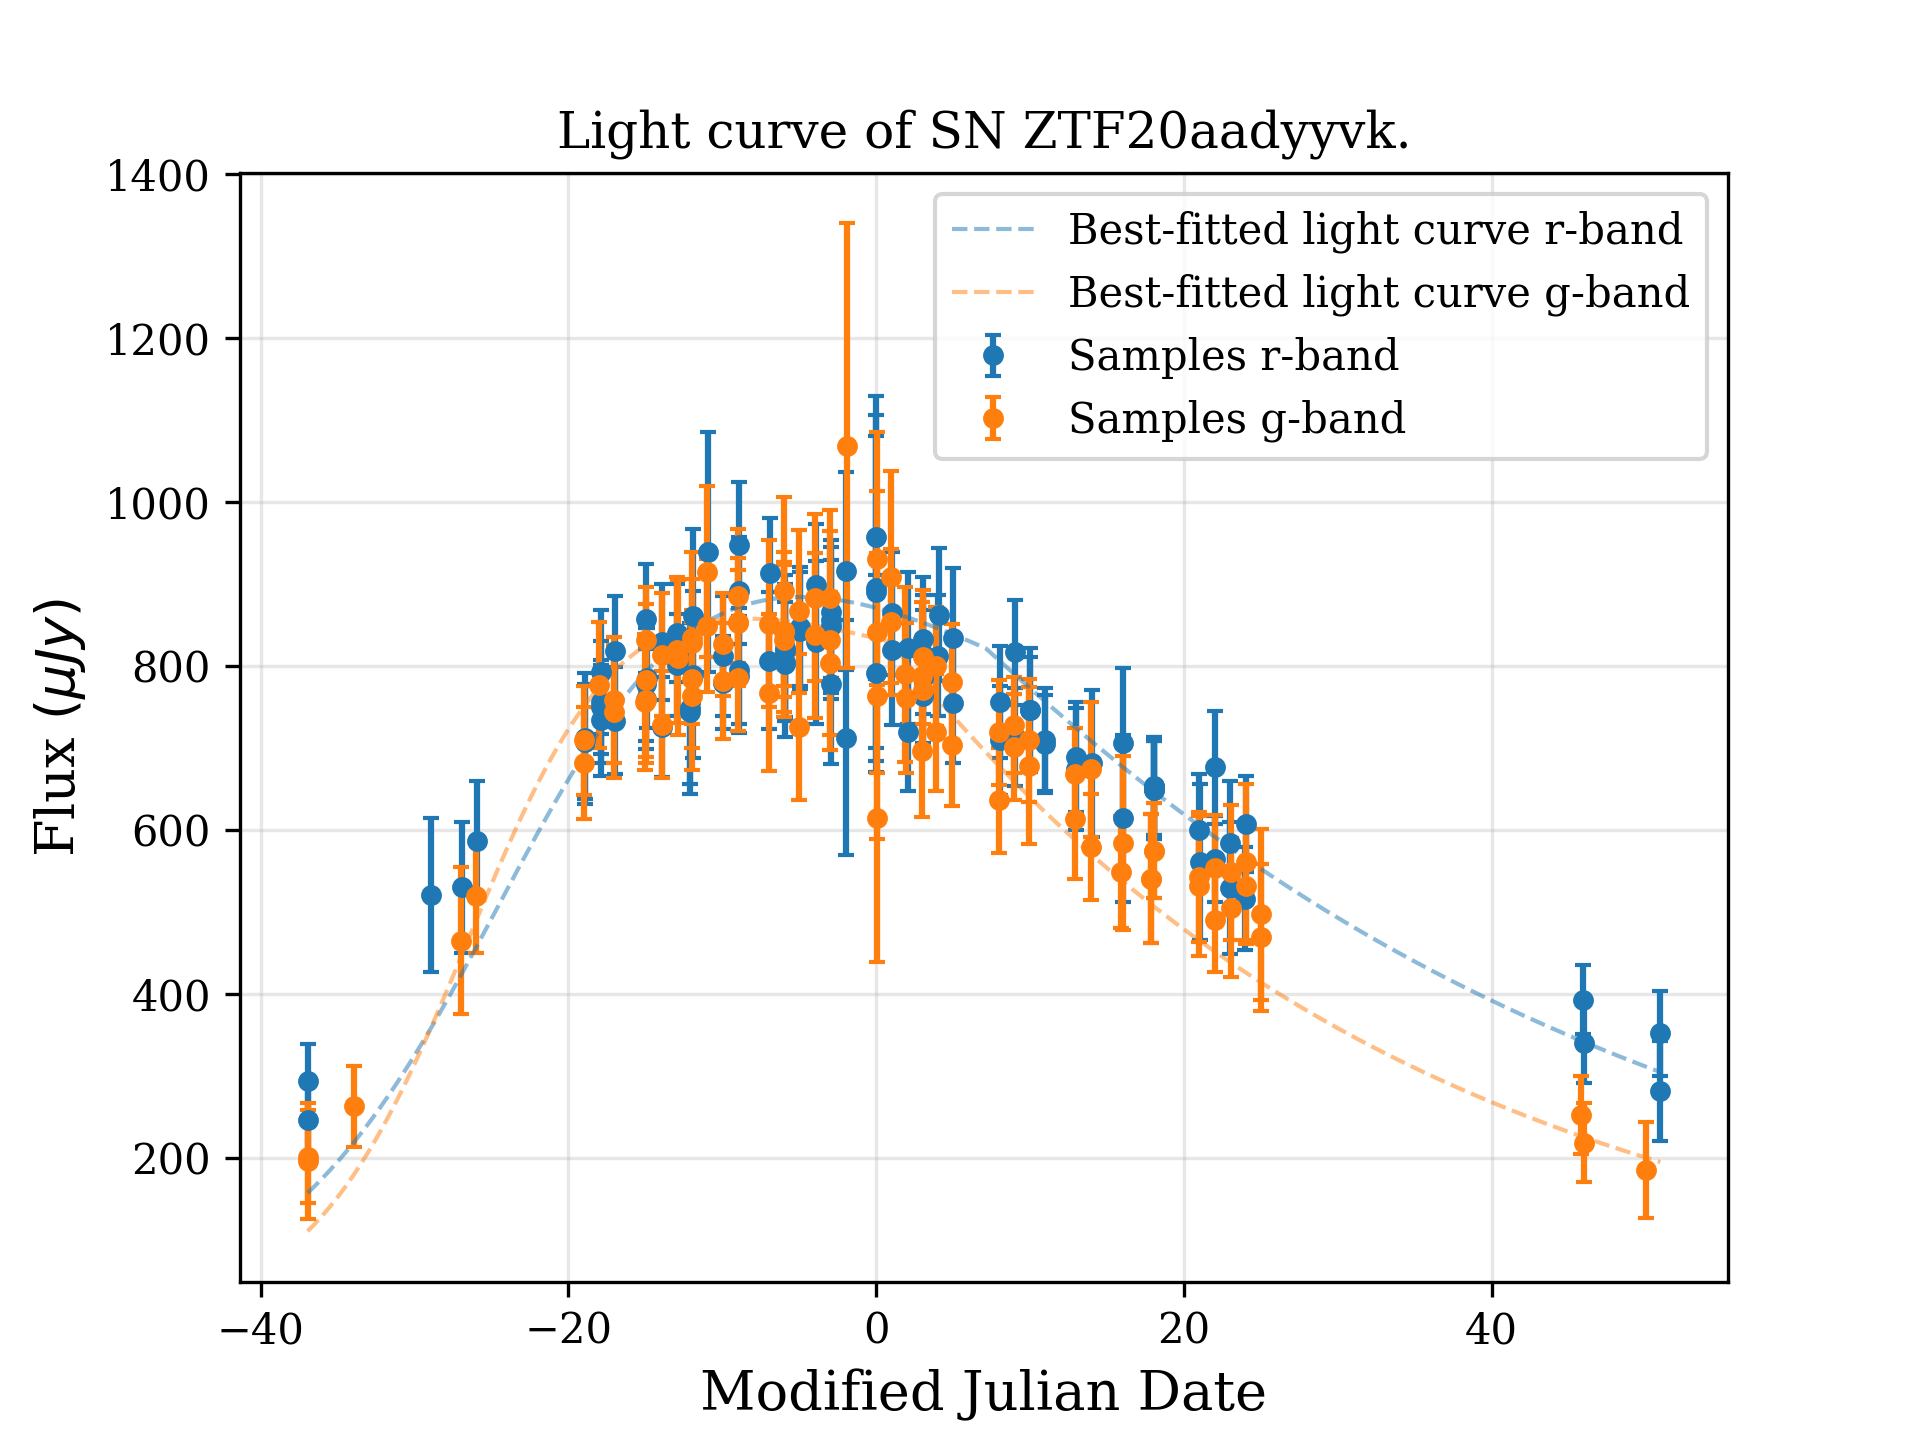 Light curve of SN ZTF20aadyyvk.
1400
1200
1000
800
600
400
200
Flux (μJy)
Best-fitted light curve r-band
Best-fitted light curve g-band
Samples r-band
Samples g-band
−40
−20
0
20
40
Modified Julian Date